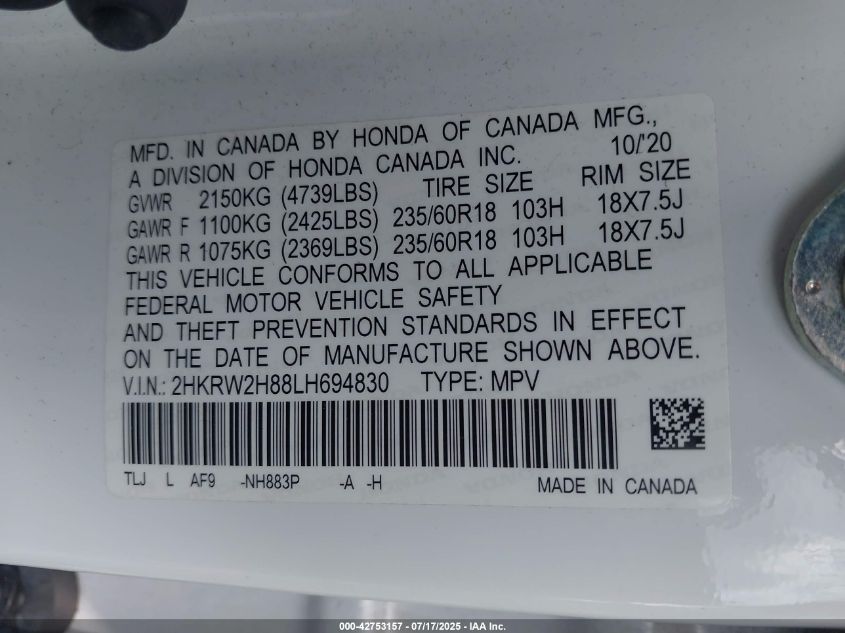 MFD. IN CANADA BY HONDA OF CANADA MFG.,
A DIVISION OF HONDA CANADA INC. 10/'20
GVWR 2150KG (4739LBS) TIRE SIZE RIM SIZE
GAWR F 1100KG (2425LBS) 235/60R18 103H 18X7.5J
GAWR R 1075KG (2369LBS) 235/60R18 103H 18X7.5J
THIS VEHICLE CONFORMS TO ALL APPLICABLE
FEDERAL MOTOR VEHICLE SAFETY
AND THEFT PREVENTION STANDARDS IN EFFECT
ON THE DATE OF MANUFACTURE SHOWN ABOVE.
V.I.N.: 2HKRW2H88LH694830 TYPE: MPV
TLJ L AF9 -NH883P -A -H MADE IN CANADA
000-42753157 - 07/17/2025 - IAA Inc.